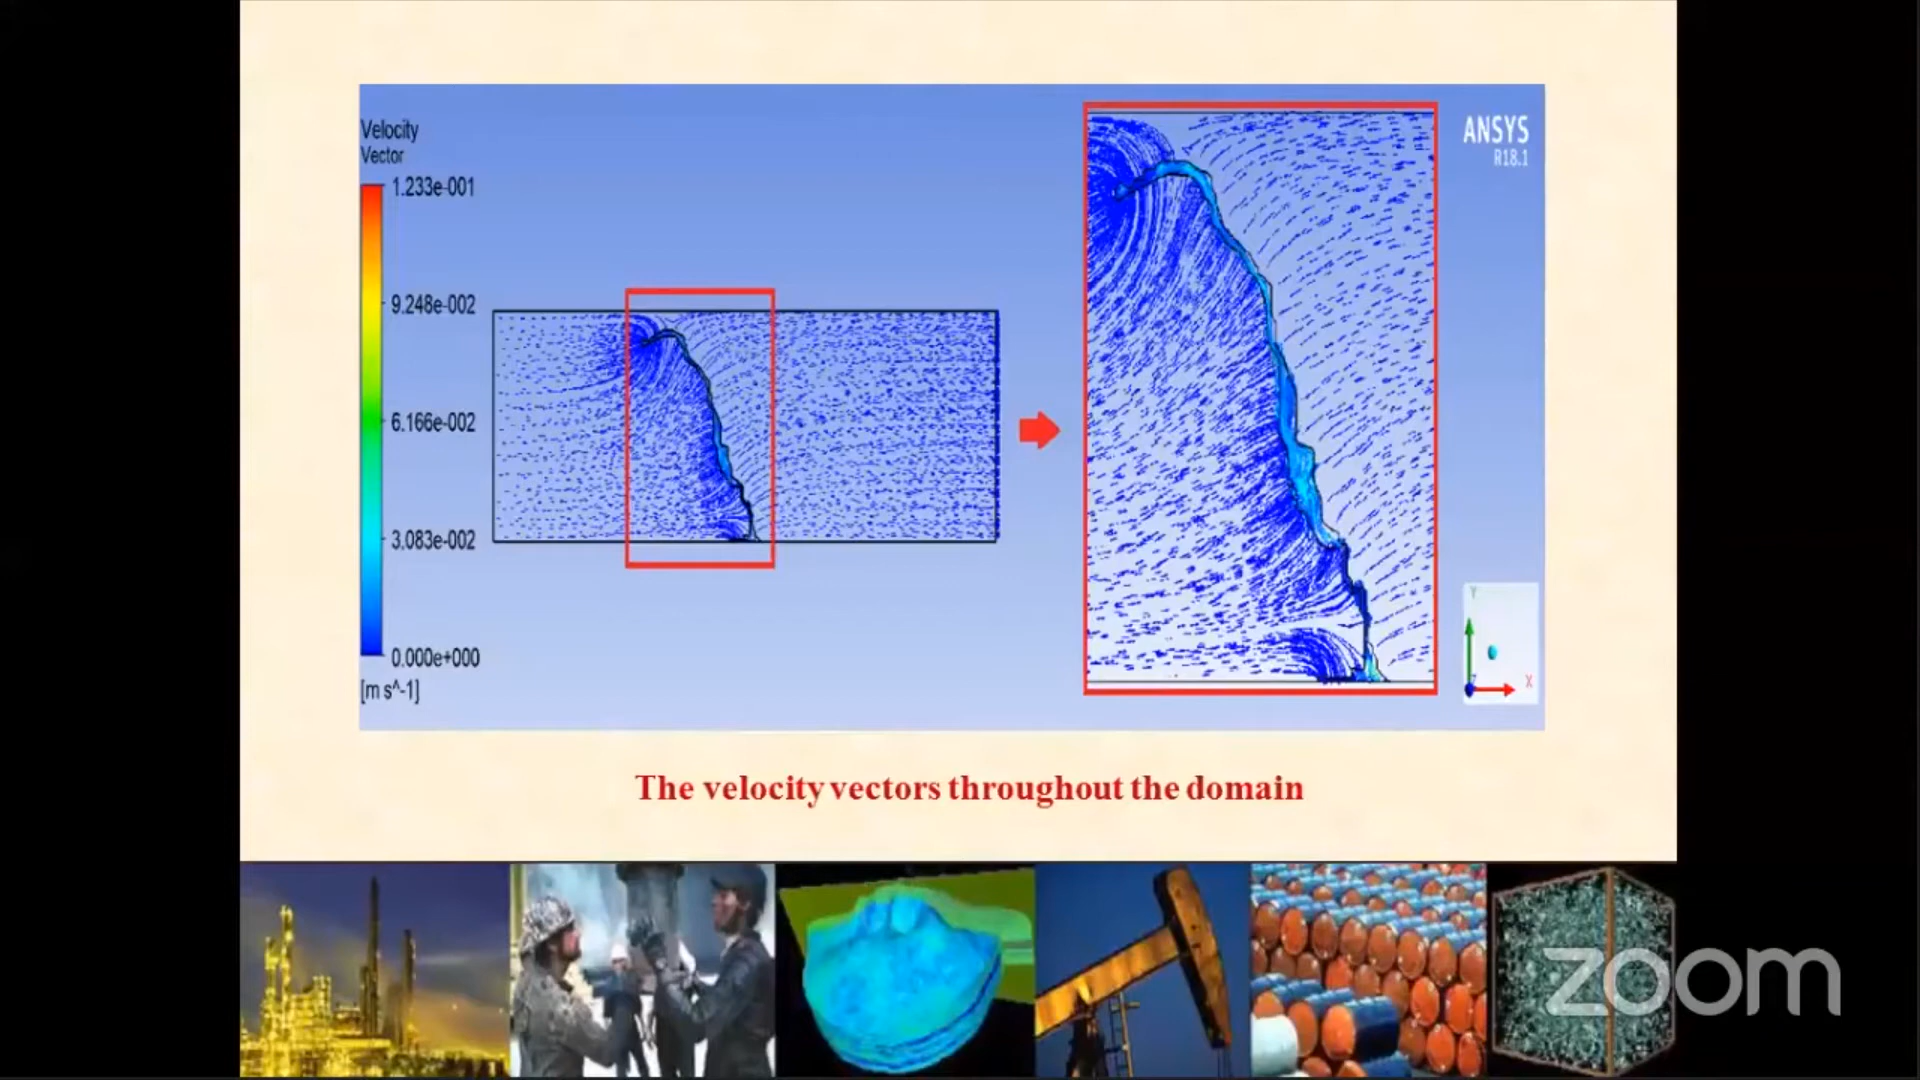 Velocity
Vector
1.233e-001
9.248e-002
6.166e-002
3.083e-002
0.000e+000
[m s^-1]
ANSYS
R18.1
Y
X
The velocity vectors throughout the domain
zoom